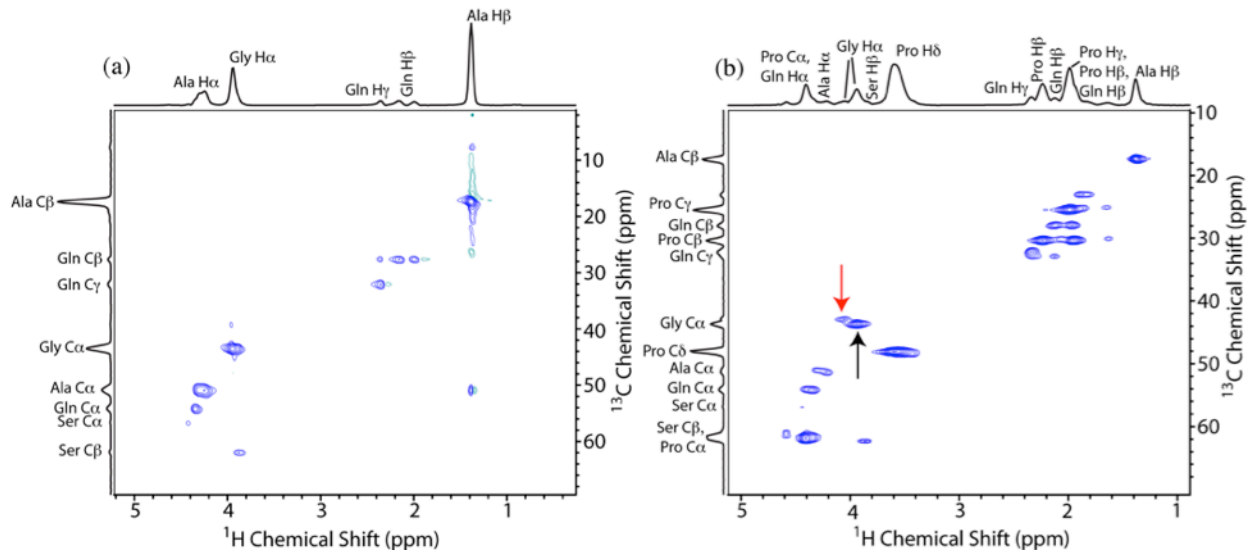 (a)
Ala Hα
Gly Hα
Gln Hγ
Gln Hβ
Ala Hβ
Ala Cβ
Gln Cβ
Gln Cγ
Gly Cα
Ala Cα
Gln Cα
Ser Cα
Ser Cβ
10
20
30
40
50
60
¹³C Chemical Shift (ppm)
5 4 3 2 1
¹H Chemical Shift (ppm)
(b)
Pro Cα,
Gln Hα
Ala Hα
Gly Hα
Ser Hβ
Pro Hδ
Gln Hγ
Pro Hβ
Gln Hβ
Pro Hγ,
Pro Hβ,
Gln Hβ
Ala Hβ
Ala Cβ
Pro Cγ
Gln Cβ
Pro Cβ
Gln Cγ
Gly Cα
Pro Cδ
Ala Cα
Gln Cα
Ser Cα
Ser Cβ,
Pro Cα
10
20
30
40
50
60
¹³C Chemical Shift (ppm)
5 4 3 2 1
¹H Chemical Shift (ppm)